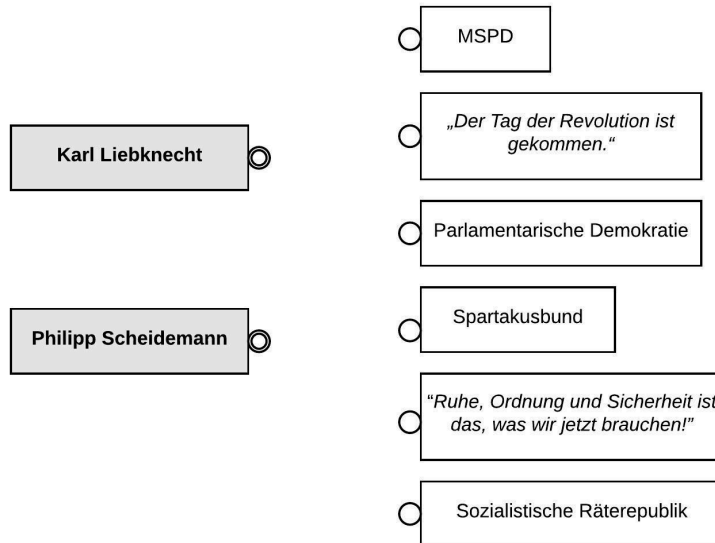 MSPD
„Der Tag der Revolution ist
gekommen.“
Karl Liebknecht
Parlamentarische Demokratie
Spartakusbund
Philipp Scheidemann
“Ruhe, Ordnung und Sicherheit ist
das, was wir jetzt brauchen!”
Sozialistische Räterepublik